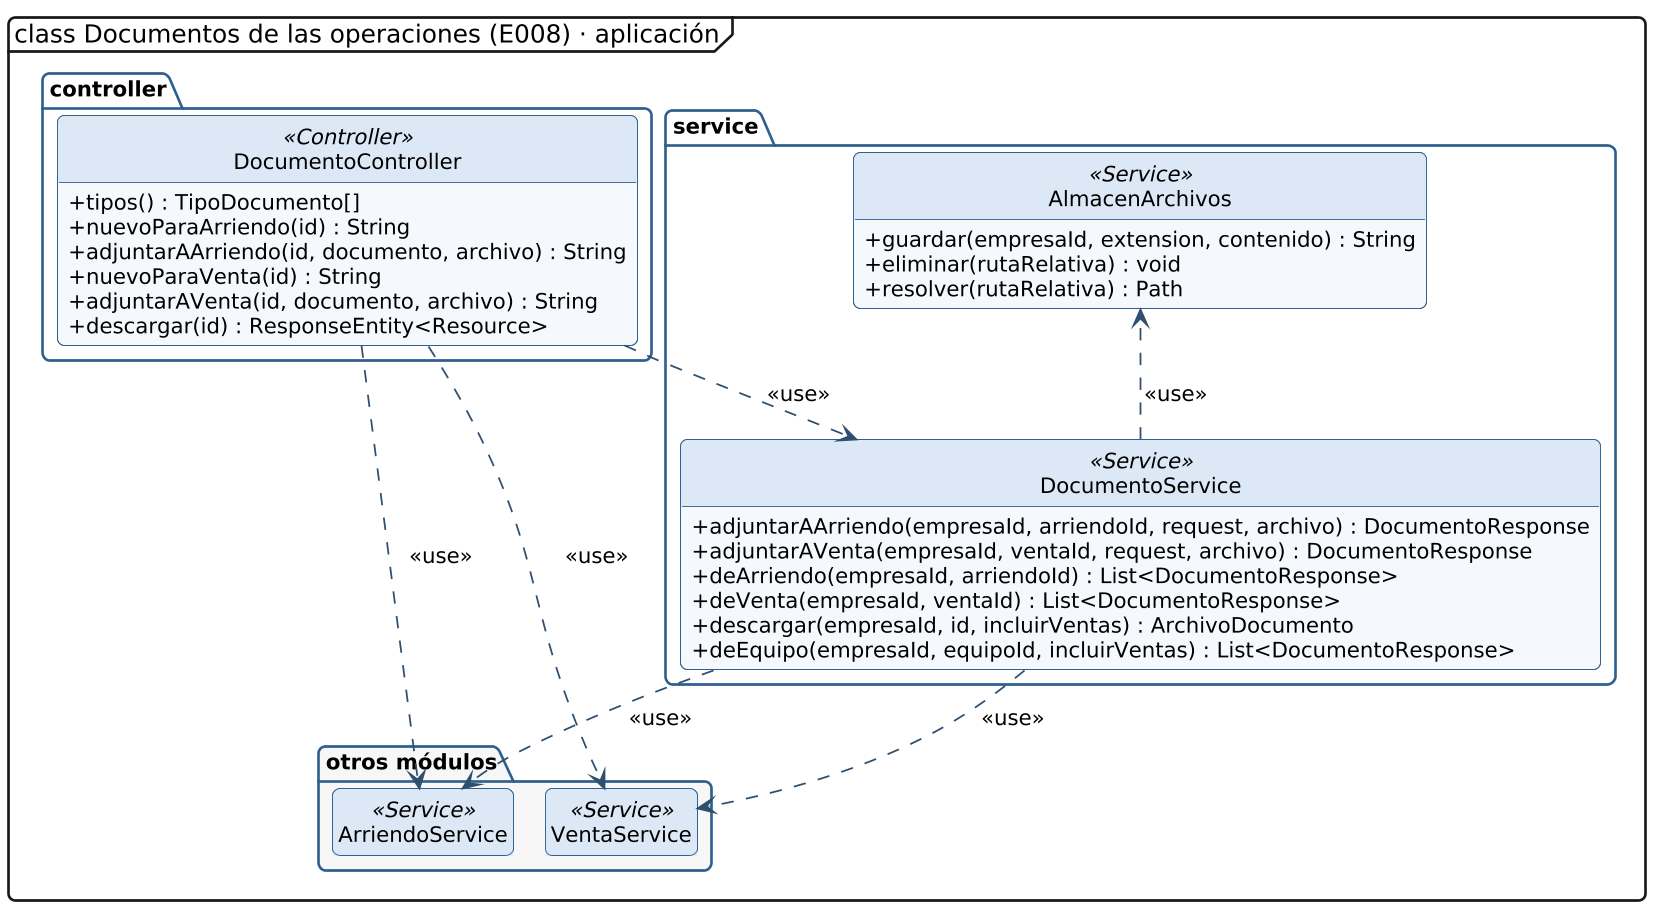 class Documentos de las operaciones (E008) · aplicación
controller
«Controller»
DocumentoController
+tipos() : TipoDocumento[]
+nuevoParaArriendo(id) : String
+adjuntarAArriendo(id, documento, archivo) : String
+nuevoParaVenta(id) : String
+adjuntarAVenta(id, documento, archivo) : String
+descargar(id) : ResponseEntity<Resource>
service
«Service»
AlmacenArchivos
+guardar(empresaId, extension, contenido) : String
+eliminar(rutaRelativa) : void
+resolver(rutaRelativa) : Path
«use»
«use»
«Service»
DocumentoService
+adjuntarAArriendo(empresaId, arriendoId, request, archivo) : DocumentoResponse
+adjuntarAVenta(empresaId, ventaId, request, archivo) : DocumentoResponse
+deArriendo(empresaId, arriendoId) : List<DocumentoResponse>
+deVenta(empresaId, ventaId) : List<DocumentoResponse>
+descargar(empresaId, id, incluirVentas) : ArchivoDocumento
+deEquipo(empresaId, equipoId, incluirVentas) : List<DocumentoResponse>
«use»
«use»
«use»
«use»
otros módulos
«Service»
ArriendoService
«Service»
VentaService